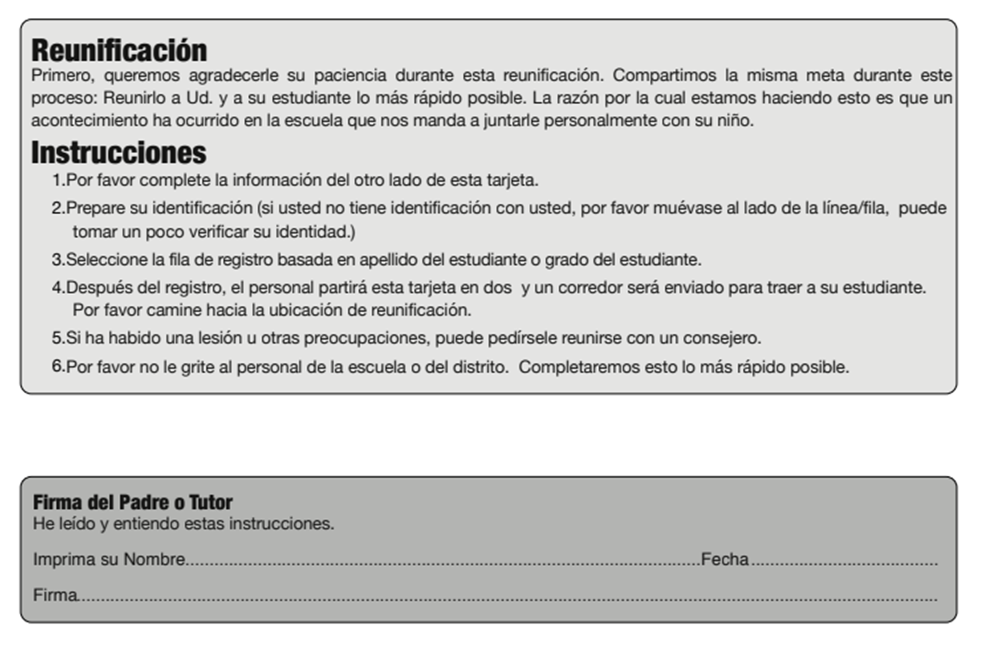 Reunificación
Primero, queremos agradecerle su paciencia durante esta reunificación. Compartimos la misma meta durante este
proceso: Reunirlo a Ud. y a su estudiante lo más rápido posible. La razón por la cual estamos haciendo esto es que un
acontecimiento ha ocurrido en la escuela que nos manda a juntarle personalmente con su niño.
Instrucciones
1.Por favor complete la información del otro lado de esta tarjeta.
2.Prepare su identificación (si usted no tiene identificación con usted, por favor muévase al lado de la línea/fila, puede
tomar un poco verificar su identidad.)
3.Seleccione la fila de registro basada en apellido del estudiante o grado del estudiante.
4.Después del registro, el personal partirá esta tarjeta en dos y un corredor será enviado para traer a su estudiante.
Por favor camine hacia la ubicación de reunificación.
5.Si ha habido una lesión u otras preocupaciones, puede pedírsele reunirse con un consejero.
6.Por favor no le grite al personal de la escuela o del distrito. Completaremos esto lo más rápido posible.
Firma del Padre o Tutor
He leído y entiendo estas instrucciones.
Imprima su Nombre..........Fecha..........
Firma..........